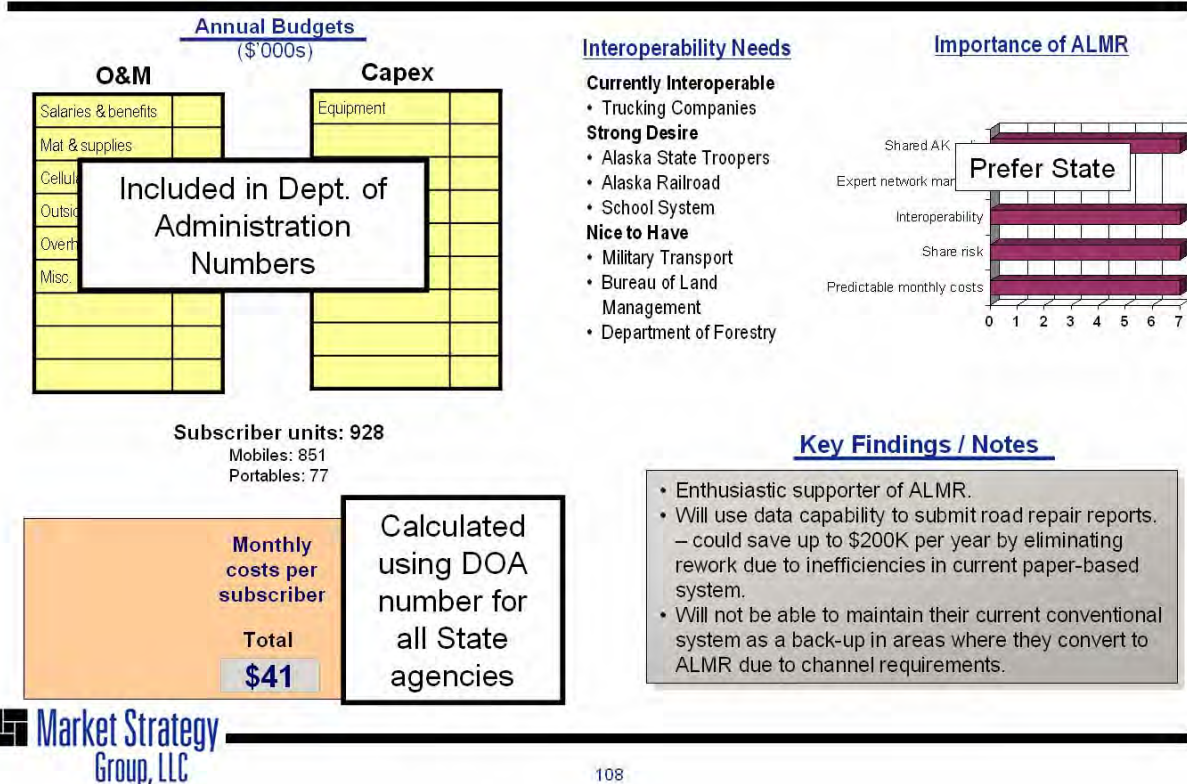 Annual Budgets
($'000s)
O&M
Salaries & benefits
Mat & supplies
Misc.
Capex
Equipment
Included in Dept. of
Administration
Numbers
Interoperability Needs
Currently Interoperable
• Trucking Companies
Strong Desire
• Alaska State Troopers
• Alaska Railroad
• School System
Nice to Have
• Military Transport
• Bureau of Land
Management
• Department of Forestry
Importance of ALMR
Shared AK
Prefer State
Expert network
Interoperability
Share risk
Predictable monthly costs
0 1 2 3 4 5 6 7
Subscriber units: 928
Mobiles: 851
Portables: 77
Monthly
costs per
subscriber
Total
$41
Calculated
using DOA
number for
all State
agencies
Key Findings / Notes
• Enthusiastic supporter of ALMR.
• Will use data capability to submit road repair reports.
– could save up to $200K per year by eliminating
rework due to inefficiencies in current paper-based
system.
• Will not be able to maintain their current conventional
system as a back-up in areas where they convert to
ALMR due to channel requirements.
Market Strategy
Group, LLC
108